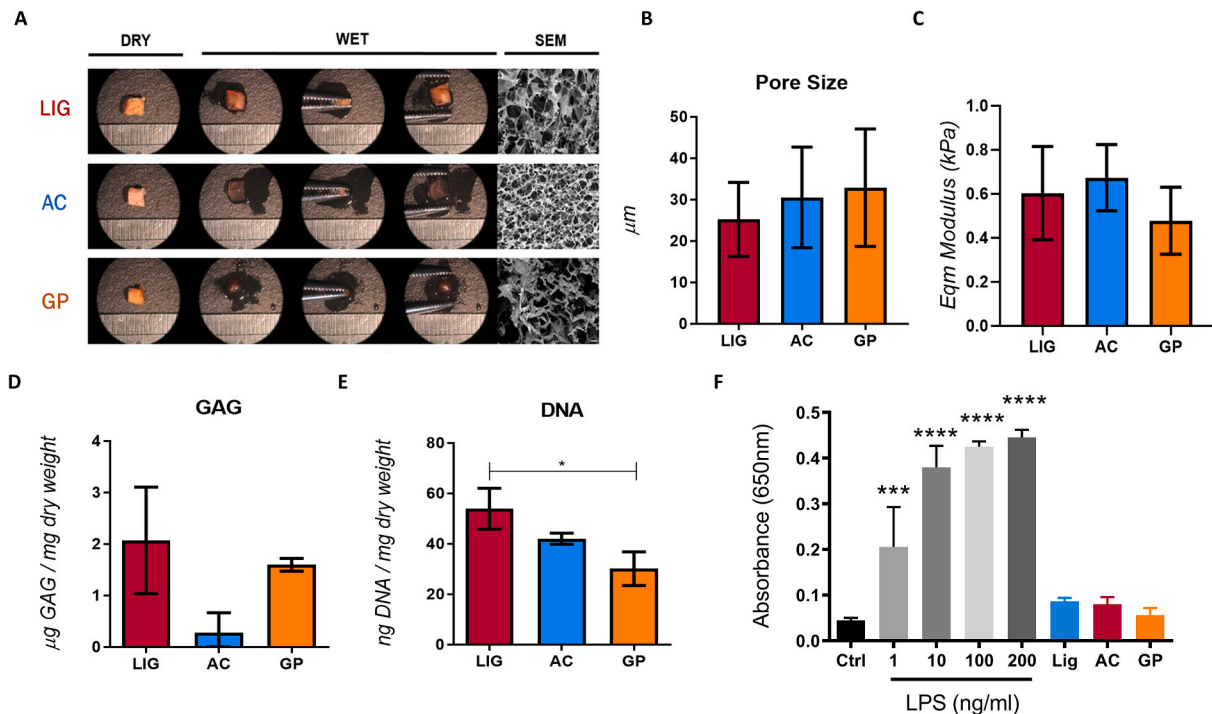 A
DRY WET SEM
LIG
AC
GP
B
Pore Size
50
40
30
20
10
0
μm
LIG AC GP
C
1.0
0.8
0.6
0.4
0.2
0.0
Eqm Modulus (kPa)
LIG AC GP
D
GAG
4
3
2
1
0
μg GAG / mg dry weight
LIG AC GP
E
DNA
80
60
40
20
0
ng DNA / mg dry weight
*
LIG AC GP
F
0.5
0.4
0.3
0.2
0.1
0.0
Absorbance (650nm)
***
****
****
****
Ctrl 1 10 100 200 Lig AC GP
LPS (ng/ml)